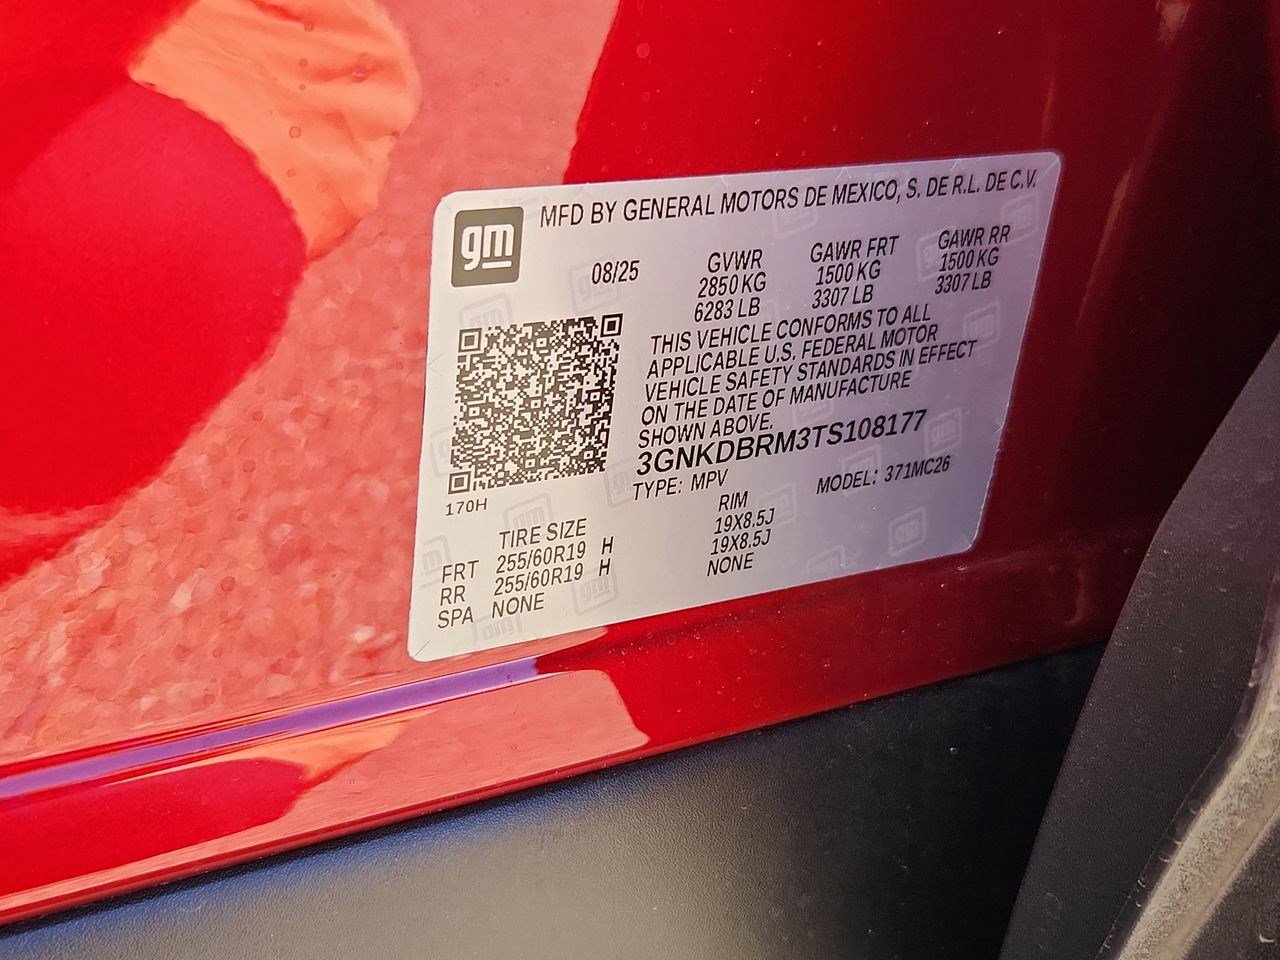 gm
MFD BY GENERAL MOTORS DE MEXICO, S. DE R.L. DE C.V.
08/25 GVWR GAWR FRT GAWR RR
2850 KG 1500 KG 1500 KG
6283 LB 3307 LB 3307 LB
THIS VEHICLE CONFORMS TO ALL
APPLICABLE U.S. FEDERAL MOTOR
VEHICLE SAFETY STANDARDS IN EFFECT
ON THE DATE OF MANUFACTURE
SHOWN ABOVE.
3GNKDBRM3TS108177
TYPE: MPV MODEL: 371MC26
170H
TIRE SIZE RIM
FRT 255/60R19 H 19X8.5J
RR 255/60R19 H 19X8.5J
SPA NONE NONE